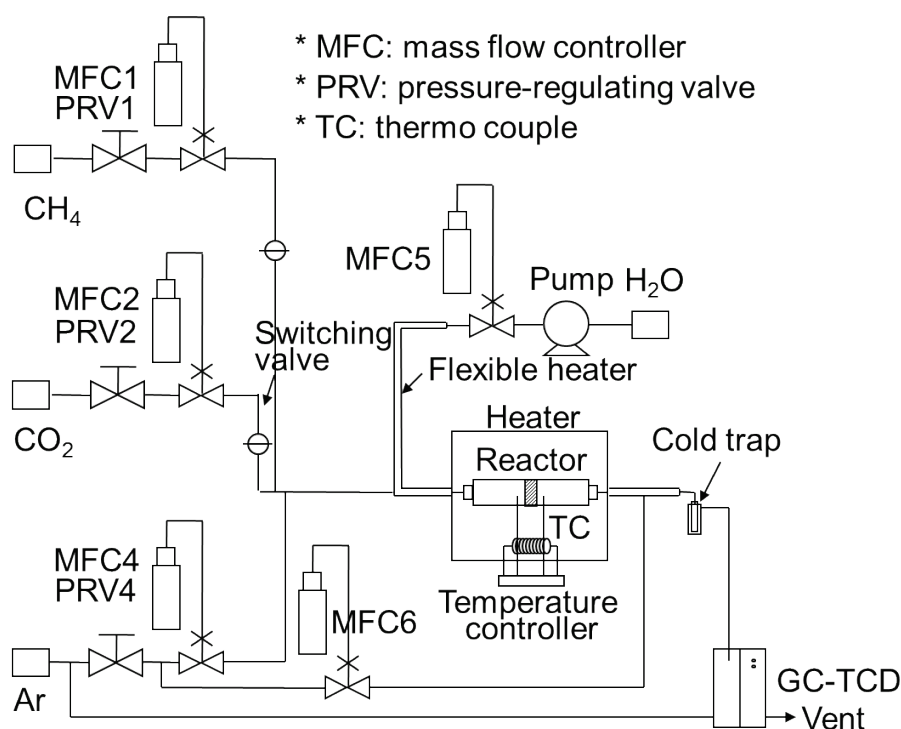 * MFC: mass flow controller
* PRV: pressure-regulating valve
* TC: thermo couple
MFC1
PRV1
CH₄
MFC2
PRV2
Switching
valve
CO₂
MFC5
Pump H₂O
Flexible heater
Heater
Reactor
TC
Cold trap
Temperature
controller
MFC4
PRV4
MFC6
Ar
GC-TCD
Vent